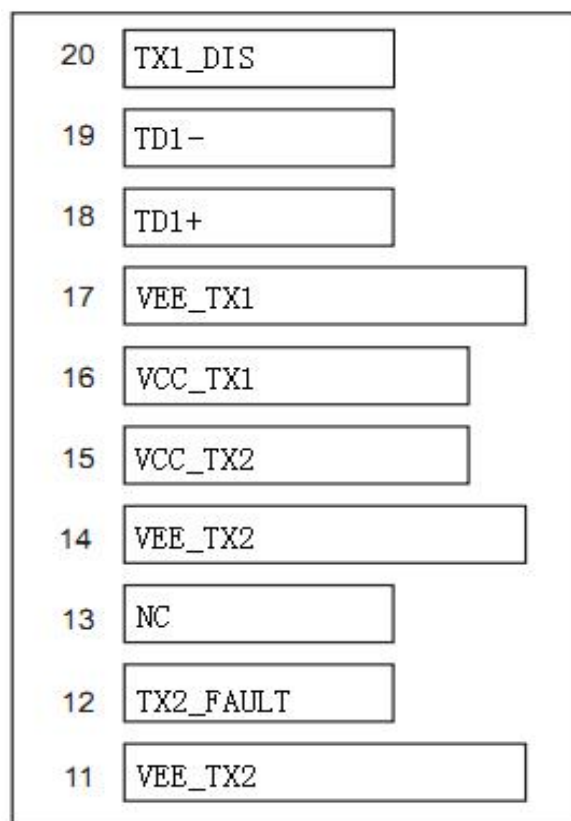 20 TX1_DIS
19 TD1-
18 TD1+
17 VEE_TX1
16 VCC_TX1
15 VCC_TX2
14 VEE_TX2
13 NC
12 TX2_FAULT
11 VEE_TX2